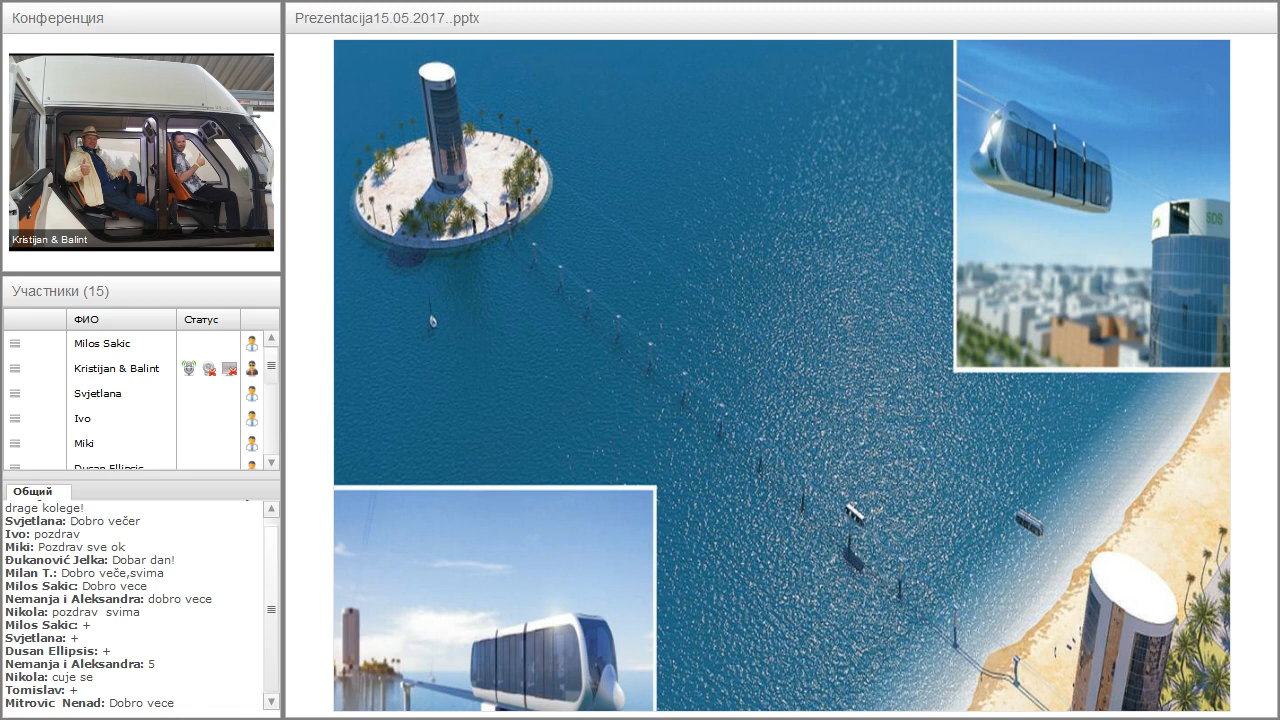 Конференция
Kristijan & Balint
Участники (15)
ФИО Статус
Milos Sakic
Kristijan & Balint
Svjetlana
Ivo
Miki
Dusan Ellipsis
Общий
drage kolege!
Svjetlana: Dobro večer
Ivo: pozdrav
Miki: Pozdrav sve ok
Đukanović Jelka: Dobar dan!
Milan T.: Dobro veče,svima
Milos Sakic: Dobro vece
Nemanja i Aleksandra: dobro vece
Nikola: pozdrav svima
Milos Sakic: +
Svjetlana: +
Dusan Ellipsis: +
Nemanja i Aleksandra: 5
Nikola: cuje se
Tomislav: +
Mitrovic Nenad: Dobro vece
Prezentacija15.05.2017..pptx
SDS